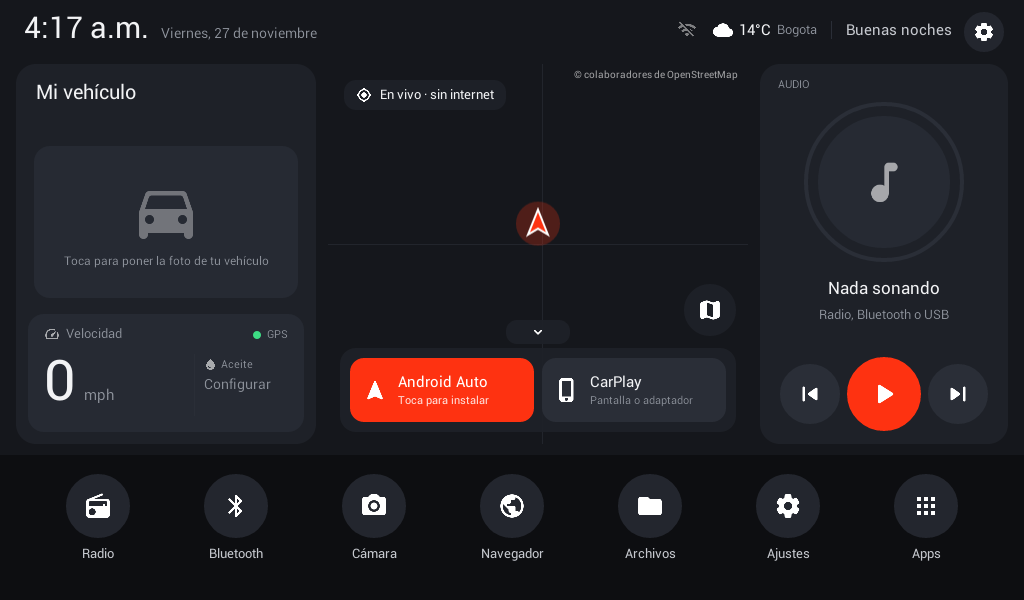 4:17 a.m. Viernes, 27 de noviembre
14°C Bogota
Buenas noches
Mi vehículo
Toca para poner la foto de tu vehículo
Velocidad
GPS
0 mph
Aceite
Configurar
© colaboradores de OpenStreetMap
En vivo · sin internet
Android Auto
Toca para instalar
CarPlay
Pantalla o adaptador
AUDIO
Nada sonando
Radio, Bluetooth o USB
Radio
Bluetooth
Cámara
Navegador
Archivos
Ajustes
Apps